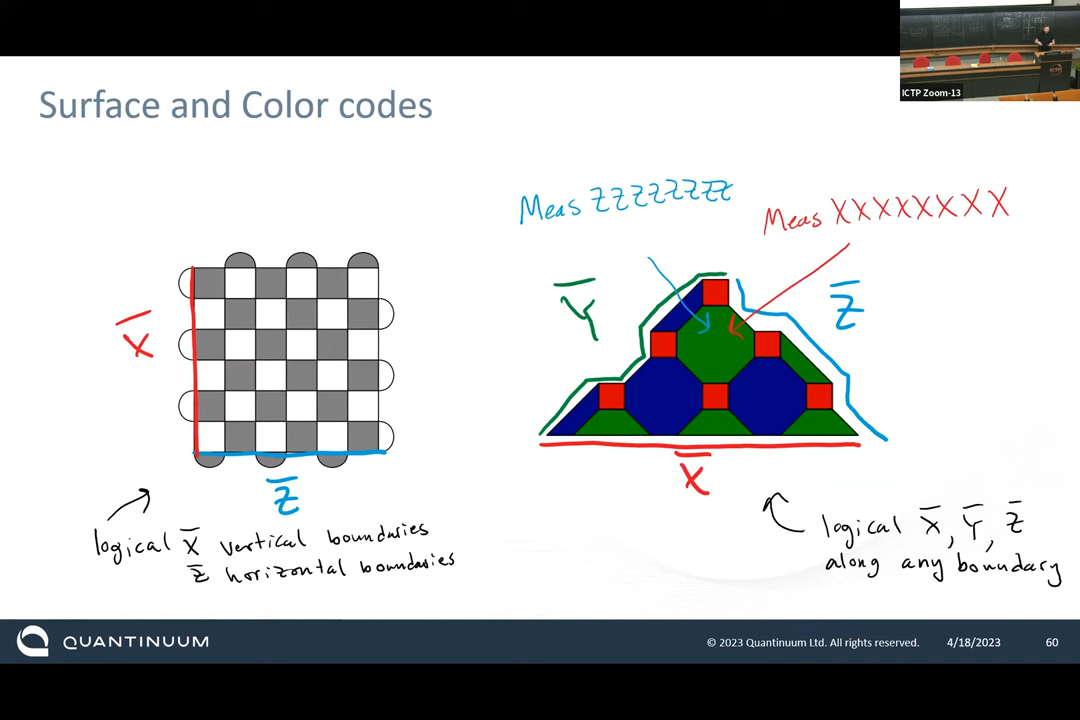 ICTP Zoom-13
Surface and Color codes
Meas ZZZZZZZZ
Meas XXXXXXXX
X̄
Z̄
Ȳ
Z̄
X̄
logical X̄ vertical boundaries
Z̄ horizontal boundaries
logical X̄, Ȳ, Z̄
along any boundary
QUANTINUUM
© 2023 Quantinuum Ltd. All rights reserved.
4/18/2023
60